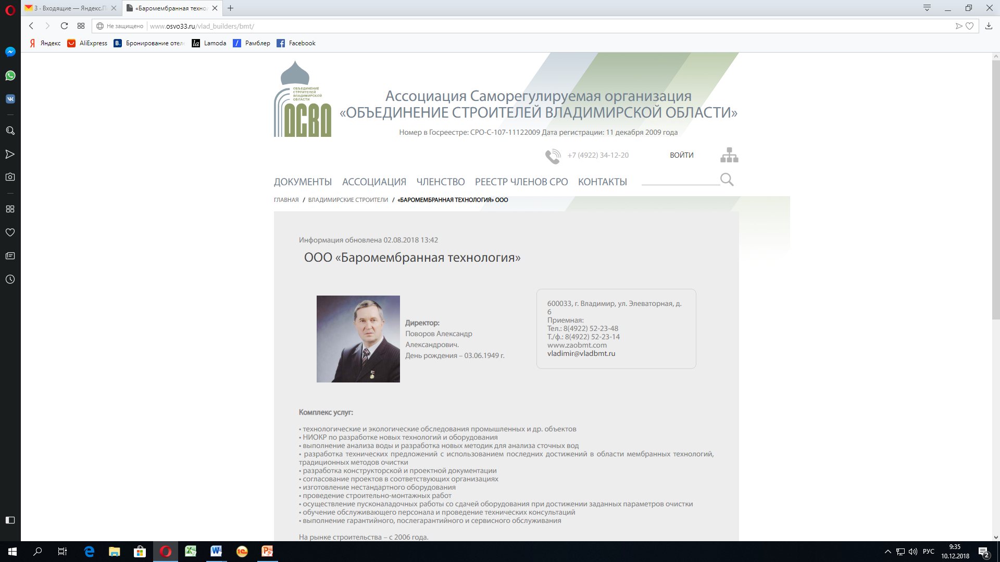 3 - Входящие — Яндекс.П
«Баромембранная техно
Не защищено
www.osvo33.ru/vlad_builders/bmt/
Яндекс
AliExpress
Бронирование отел
Lamoda
Рамблер
Facebook
ОБЪЕДИНЕНИЕ
СТРОИТЕЛЕЙ
ВЛАДИМИРСКОЙ
ОБЛАСТИ
ОСВО
Ассоциация Саморегулируемая организация
«ОБЪЕДИНЕНИЕ СТРОИТЕЛЕЙ ВЛАДИМИРСКОЙ ОБЛАСТИ»
Номер в Госреестре: СРО-С-107-11122009 Дата регистрации: 11 декабря 2009 года
+7 (4922) 34-12-20
ВОЙТИ
ДОКУМЕНТЫ АССОЦИАЦИЯ ЧЛЕНСТВО РЕЕСТР ЧЛЕНОВ СРО КОНТАКТЫ
ГЛАВНАЯ / ВЛАДИМИРСКИЕ СТРОИТЕЛИ / «БАРОМЕМБРАННАЯ ТЕХНОЛОГИЯ» ООО
Информация обновлена 02.08.2018 13:42
ООО «Баромембранная технология»
Директор:
Поворов Александр
Александрович.
День рождения – 03.06.1949 г.
600033, г. Владимир, ул. Элеваторная, д.
6
Приемная:
Тел.: 8(4922) 52-23-48
Т./ф.: 8(4922) 52-23-14
www.zaobmt.com
vladimir@vladbmt.ru
Комплекс услуг:
• технологические и экологические обследования промышленных и др. объектов
• НИОКР по разработке новых технологий и оборудования
• выполнение анализа воды и разработка новых методик для анализа сточных вод
• разработка технических предложений с использованием последних достижений в области мембранных технологий,
традиционных методов очистки
• разработка конструкторской и проектной документации
• согласование проектов в соответствующих организациях
• изготовление нестандартного оборудования
• проведение строительно-монтажных работ
• осуществление пусконаладочных работы со сдачей оборудования при достижении заданных параметров очистки
• обучение обслуживающего персонала и проведение технических консультаций
• выполнение гарантийного, послегарантийного и сервисного обслуживания
На рынке строительства – с 2006 года.
РУС
9:35
10.12.2018
2